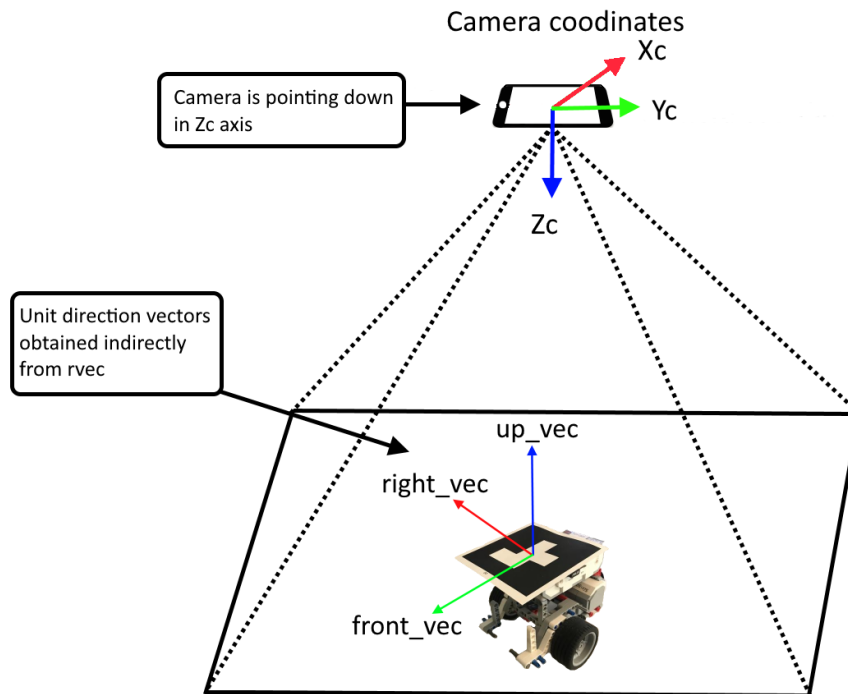 Camera coodinates
Xc
Camera is pointing down
in Zc axis
Yc
Zc
Unit direction vectors
obtained indirectly
from rvec
up_vec
right_vec
front_vec